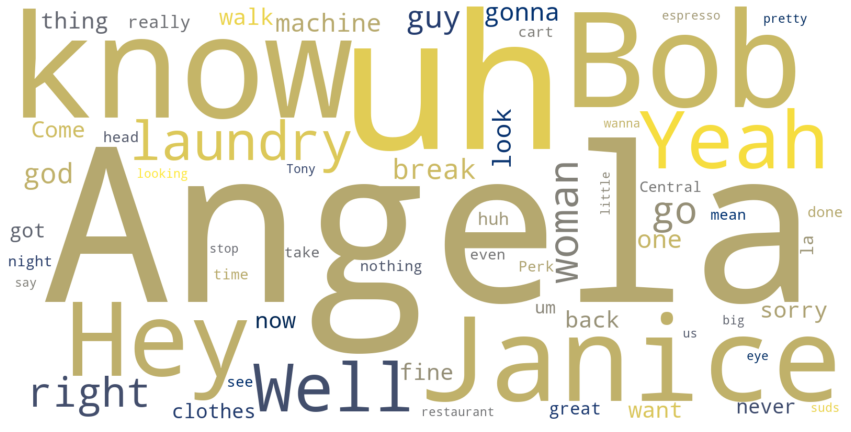 thing
really
walk
machine
guy
gonna
cart
espresso
pretty
know
uh
Bob
Come
head
laundry
look
wanna
Yeah
god
looking
Tony
break
woman
little
Central
go
mean
done
Angela
got
huh
one
la
night
say
stop
take
time
nothing
even
Perk
Hey
now
um
back
us
big
sorry
Janice
eye
right
see
clothes
Well
fine
restaurant
great
want
never
suds